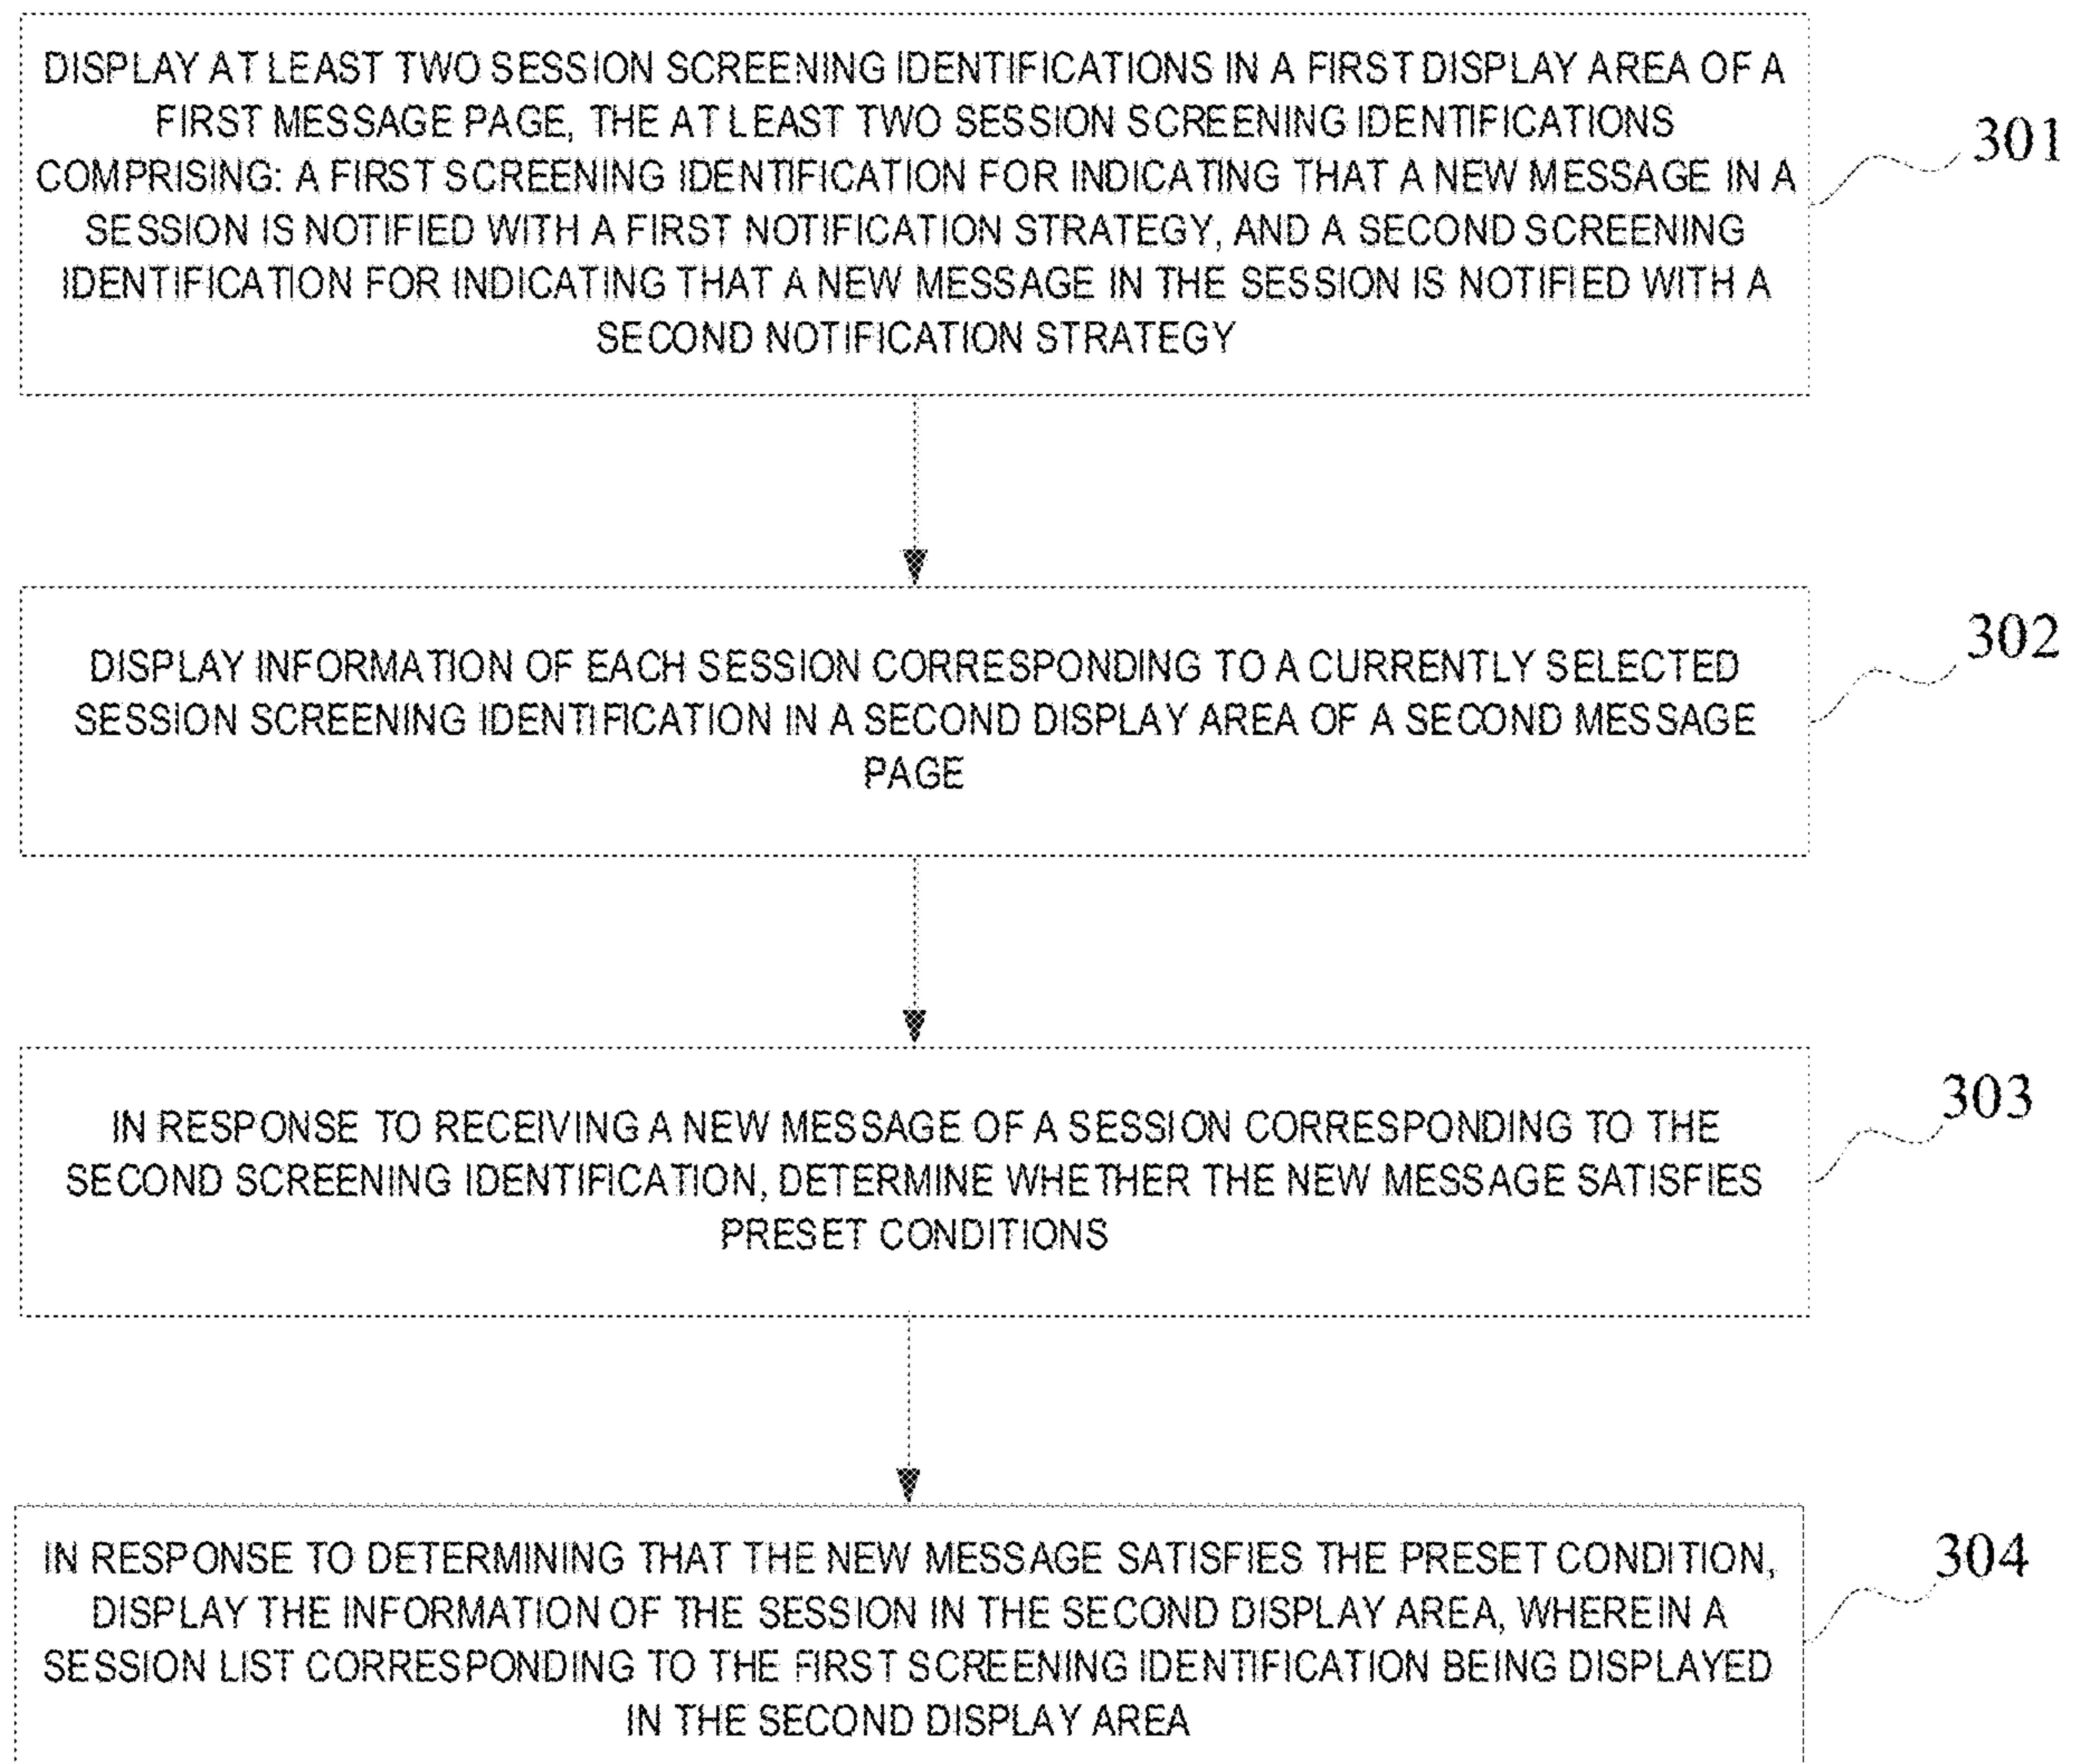 DISPLAY AT LEAST TWO SESSION SCREENING IDENTIFICATIONS IN A FIRST DISPLAY AREA OF A
FIRST MESSAGE PAGE, THE AT LEAST TWO SESSION SCREENING IDENTIFICATIONS
COMPRISING: A FIRST SCREENING IDENTIFICATION FOR INDICATING THAT A NEW MESSAGE IN A
SESSION IS NOTIFIED WITH A FIRST NOTIFICATION STRATEGY, AND A SECOND SCREENING
IDENTIFICATION FOR INDICATING THAT A NEW MESSAGE IN THE SESSION IS NOTIFIED WITH A
SECOND NOTIFICATION STRATEGY
301
DISPLAY INFORMATION OF EACH SESSION CORRESPONDING TO A CURRENTLY SELECTED
SESSION SCREENING IDENTIFICATION IN A SECOND DISPLAY AREA OF A SECOND MESSAGE
PAGE
302
IN RESPONSE TO RECEIVING A NEW MESSAGE OF A SESSION CORRESPONDING TO THE
SECOND SCREENING IDENTIFICATION, DETERMINE WHETHER THE NEW MESSAGE SATISFIES
PRESET CONDITIONS
303
IN RESPONSE TO DETERMINING THAT THE NEW MESSAGE SATISFIES THE PRESET CONDITION,
DISPLAY THE INFORMATION OF THE SESSION IN THE SECOND DISPLAY AREA, WHEREIN A
SESSION LIST CORRESPONDING TO THE FIRST SCREENING IDENTIFICATION BEING DISPLAYED
IN THE SECOND DISPLAY AREA
304